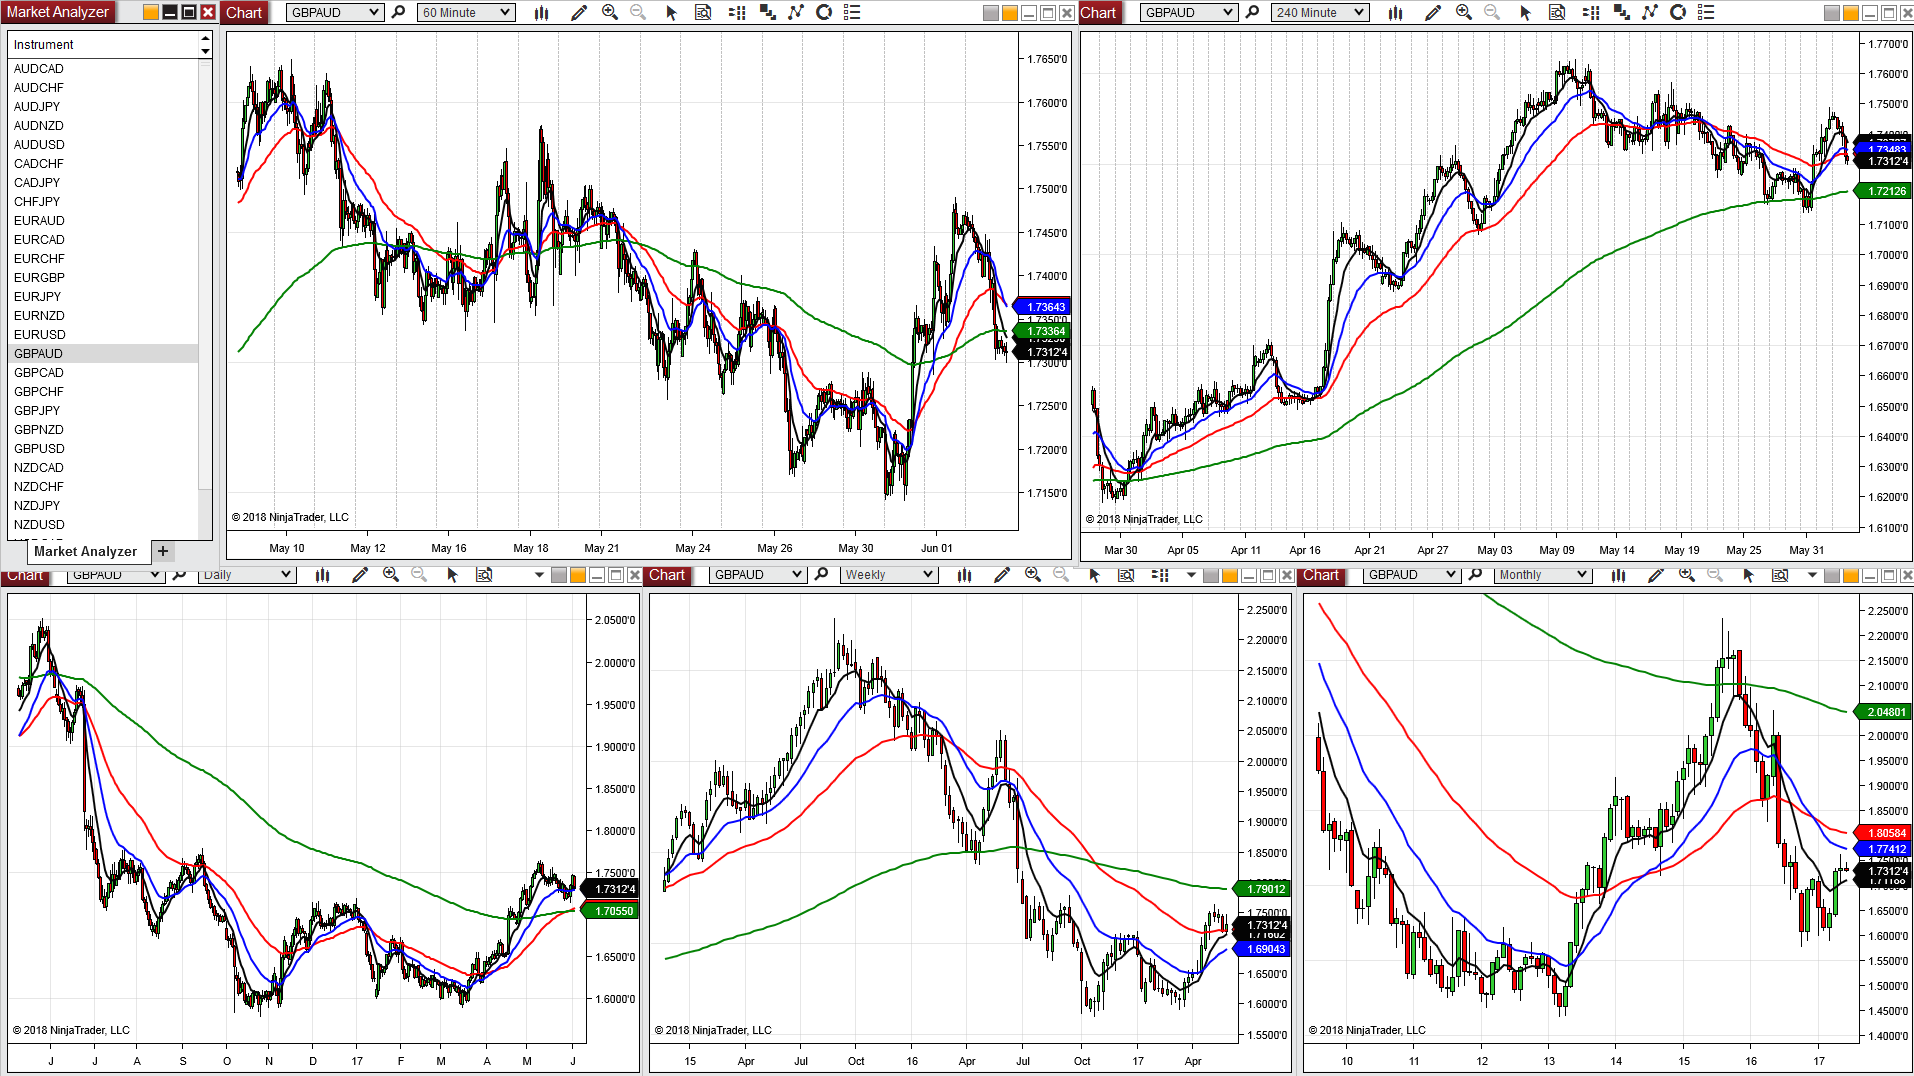 Market Analyzer
Instrument
AUDCAD
AUDCHF
AUDJPY
AUDNZD
AUDUSD
CADCHF
CADJPY
CHFJPY
EURAUD
EURCAD
EURCHF
EURGBP
EURJPY
EURNZD
EURUSD
GBPAUD
GBPCAD
GBPCHF
GBPJPY
GBPNZD
GBPUSD
NZDCAD
NZDCHF
NZDJPY
NZDUSD
Market Analyzer +
Chart GBPAUD 60 Minute
1.7650'0
1.7600'0
1.7550'0
1.7500'0
1.7450'0
1.7400'0
1.73643
1.7350'0
1.73364
1.7312'4
1.7300'0
1.7250'0
1.7200'0
1.7150'0
© 2018 NinjaTrader, LLC
May 10 May 12 May 16 May 18 May 21 May 24 May 26 May 30 Jun 01
Chart GBPAUD 240 Minute
1.7700'0
1.7600'0
1.7500'0
1.73483
1.7312'4
1.72126
1.7100'0
1.7000'0
1.6900'0
1.6800'0
1.6700'0
1.6600'0
1.6500'0
1.6400'0
1.6300'0
1.6200'0
1.6100'0
© 2018 NinjaTrader, LLC
Mar 30 Apr 05 Apr 11 Apr 16 Apr 21 Apr 27 May 03 May 09 May 14 May 19 May 25 May 31
Chart GBPAUD Daily
2.0500'0
2.0000'0
1.9500'0
1.9000'0
1.8500'0
1.8000'0
1.7500'0
1.7312'4
1.70550
1.6500'0
1.6000'0
© 2018 NinjaTrader, LLC
J J A S O N D 17 F M A M J
Chart GBPAUD Weekly
2.2500'0
2.2000'0
2.1500'0
2.1000'0
2.0500'0
2.0000'0
1.9500'0
1.9000'0
1.8500'0
1.79012
1.7500'0
1.7312'4
1.69043
1.6500'0
1.6000'0
1.5500'0
© 2018 NinjaTrader, LLC
15 Apr Jul Oct 16 Apr Jul Oct 17 Apr
Chart GBPAUD Monthly
2.2500'0
2.2000'0
2.1500'0
2.1000'0
2.04801
2.0000'0
1.9500'0
1.9000'0
1.8500'0
1.80584
1.77412
1.7312'4
1.6500'0
1.6000'0
1.5500'0
1.5000'0
1.4500'0
1.4000'0
© 2018 NinjaTrader, LLC
10 11 12 13 14 15 16 17